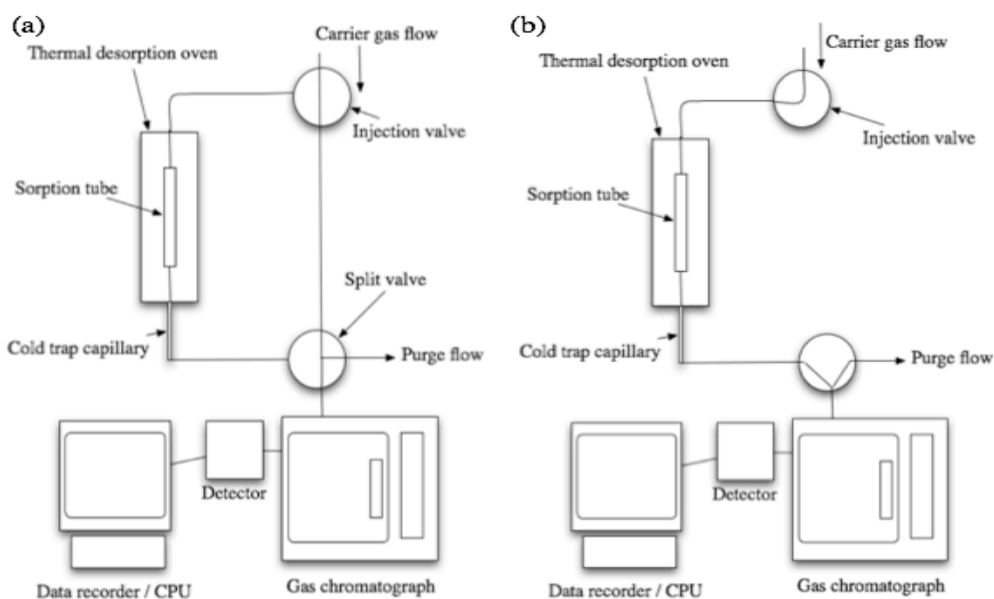 (a)
Carrier gas flow
Thermal desorption oven
Injection valve
Sorption tube
Split valve
Cold trap capillary
Purge flow
Detector
Data recorder / CPU
Gas chromatograph
(b)
Carrier gas flow
Thermal desorption oven
Injection valve
Sorption tube
Cold trap capillary
Purge flow
Detector
Data recorder / CPU
Gas chromatograph